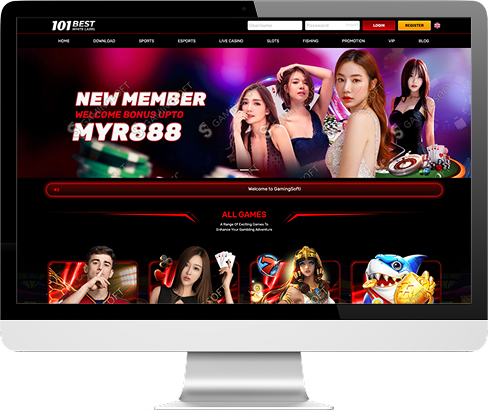 101 BEST
WHITE LABEL
Username
Password
LOGIN
REGISTER
HOME
DOWNLOAD
SPORTS
ESPORTS
LIVE CASINO
SLOTS
FISHING
PROMOTION
VIP
BLOG
NEW MEMBER
WELCOME BONUS UPTO
MYR888
Welcome to GamingSoft!
ALL GAMES
A Range Of Exciting Games To
Enhance Your Gambling Adventure